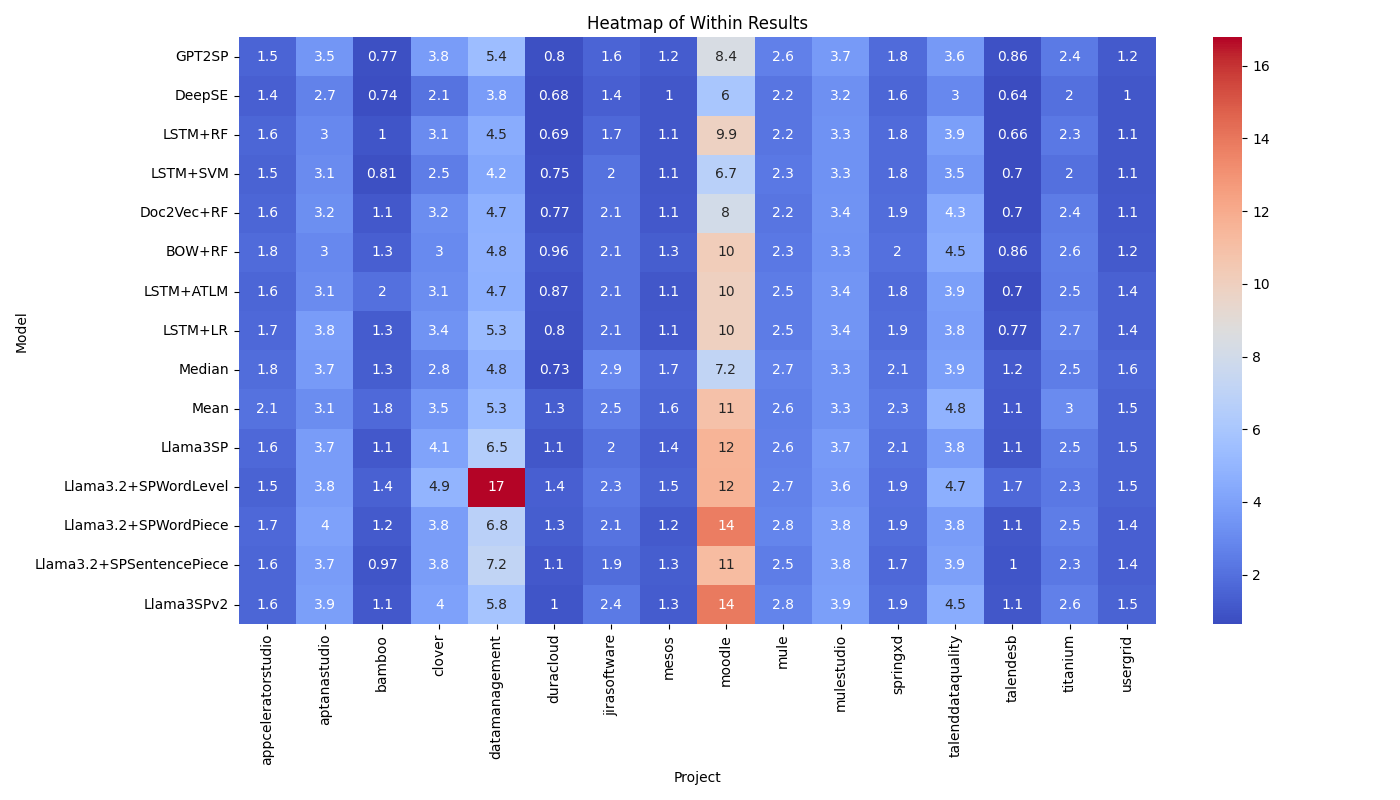 Heatmap of Within Results
Model
GPT2SP 1.5 3.5 0.77 3.8 5.4 0.8 1.6 1.2 8.4 2.6 3.7 1.8 3.6 0.86 2.4 1.2
DeepSE 1.4 2.7 0.74 2.1 3.8 0.68 1.4 1 6 2.2 3.2 1.6 3 0.64 2 1
LSTM+RF 1.6 3 1 3.1 4.5 0.69 1.7 1.1 9.9 2.2 3.3 1.8 3.9 0.66 2.3 1.1
LSTM+SVM 1.5 3.1 0.81 2.5 4.2 0.75 2 1.1 6.7 2.3 3.3 1.8 3.5 0.7 2 1.1
Doc2Vec+RF 1.6 3.2 1.1 3.2 4.7 0.77 2.1 1.1 8 2.2 3.4 1.9 4.3 0.7 2.4 1.1
BOW+RF 1.8 3 1.3 3 4.8 0.96 2.1 1.3 10 2.3 3.3 2 4.5 0.86 2.6 1.2
LSTM+ATLM 1.6 3.1 2 3.1 4.7 0.87 2.1 1.1 10 2.5 3.4 1.8 3.9 0.7 2.5 1.4
LSTM+LR 1.7 3.8 1.3 3.4 5.3 0.8 2.1 1.1 10 2.5 3.4 1.9 3.8 0.77 2.7 1.4
Median 1.8 3.7 1.3 2.8 4.8 0.73 2.9 1.7 7.2 2.7 3.3 2.1 3.9 1.2 2.5 1.6
Mean 2.1 3.1 1.8 3.5 5.3 1.3 2.5 1.6 11 2.6 3.3 2.3 4.8 1.1 3 1.5
Llama3SP 1.6 3.7 1.1 4.1 6.5 1.1 2 1.4 12 2.6 3.7 2.1 3.8 1.1 2.5 1.5
Llama3.2+SPWordLevel 1.5 3.8 1.4 4.9 17 1.4 2.3 1.5 12 2.7 3.6 1.9 4.7 1.7 2.3 1.5
Llama3.2+SPWordPiece 1.7 4 1.2 3.8 6.8 1.3 2.1 1.2 14 2.8 3.8 1.9 3.8 1.1 2.5 1.4
Llama3.2+SPSentencePiece 1.6 3.7 0.97 3.8 7.2 1.1 1.9 1.3 11 2.5 3.8 1.7 3.9 1 2.3 1.4
Llama3SPv2 1.6 3.9 1.1 4 5.8 1 2.4 1.3 14 2.8 3.9 1.9 4.5 1.1 2.6 1.5
appceleratorstudio
aptanastudio
bamboo
clover
datamanagement
duracloud
jirasoftware
mesos
moodle
mule
mulestudio
springxd
talenddataquality
talendesb
titanium
usergrid
Project
16
14
12
10
8
6
4
2